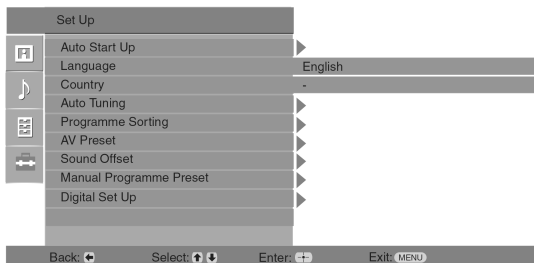 Set Up
Auto Start Up
Language English
Country -
Auto Tuning
Programme Sorting
AV Preset
Sound Offset
Manual Programme Preset
Digital Set Up
Back: Select: Enter: Exit: MENU